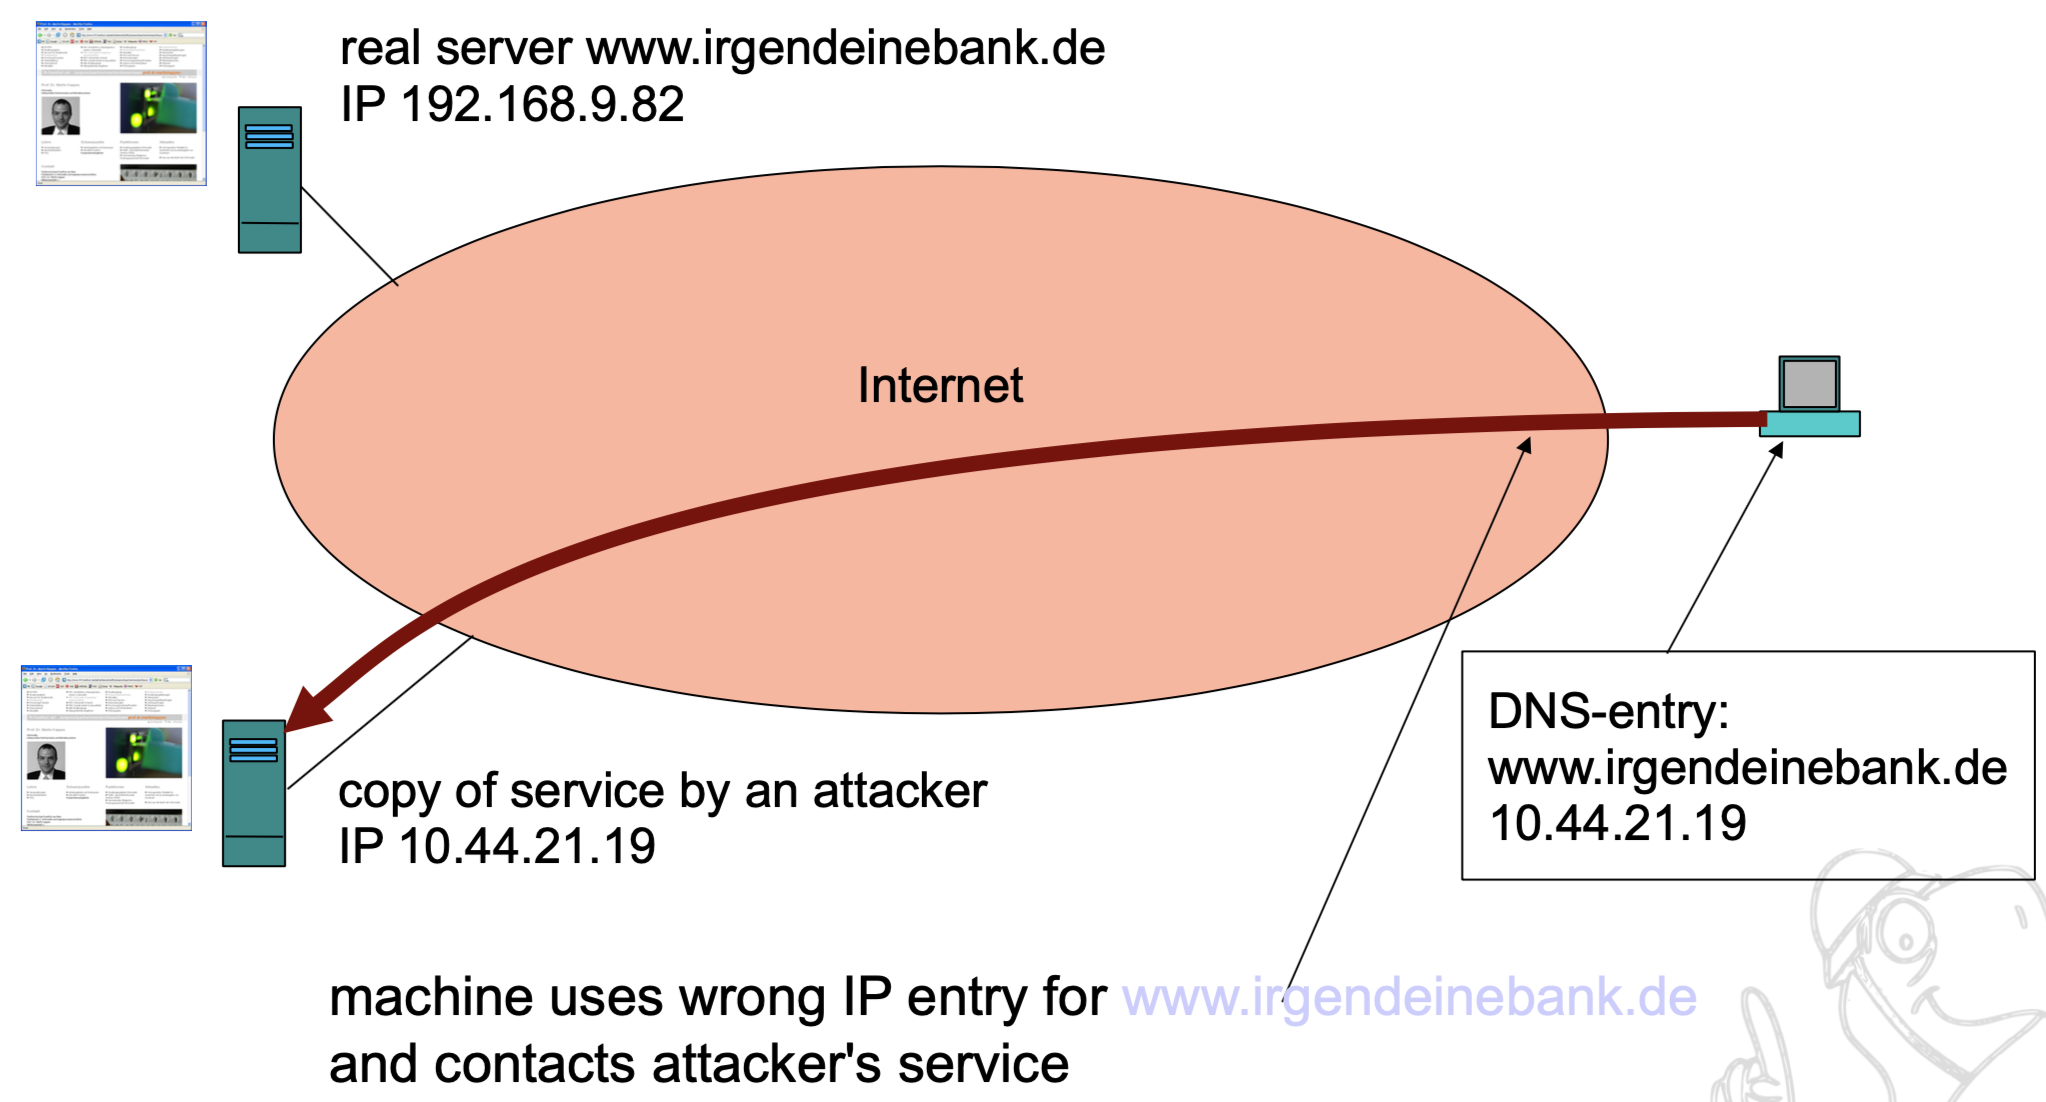 real server www.irgendeinebank.de
IP 192.168.9.82
Internet
copy of service by an attacker
IP 10.44.21.19
DNS-entry:
www.irgendeinebank.de
10.44.21.19
machine uses wrong IP entry for www.irgendeinebank.de
and contacts attacker's service